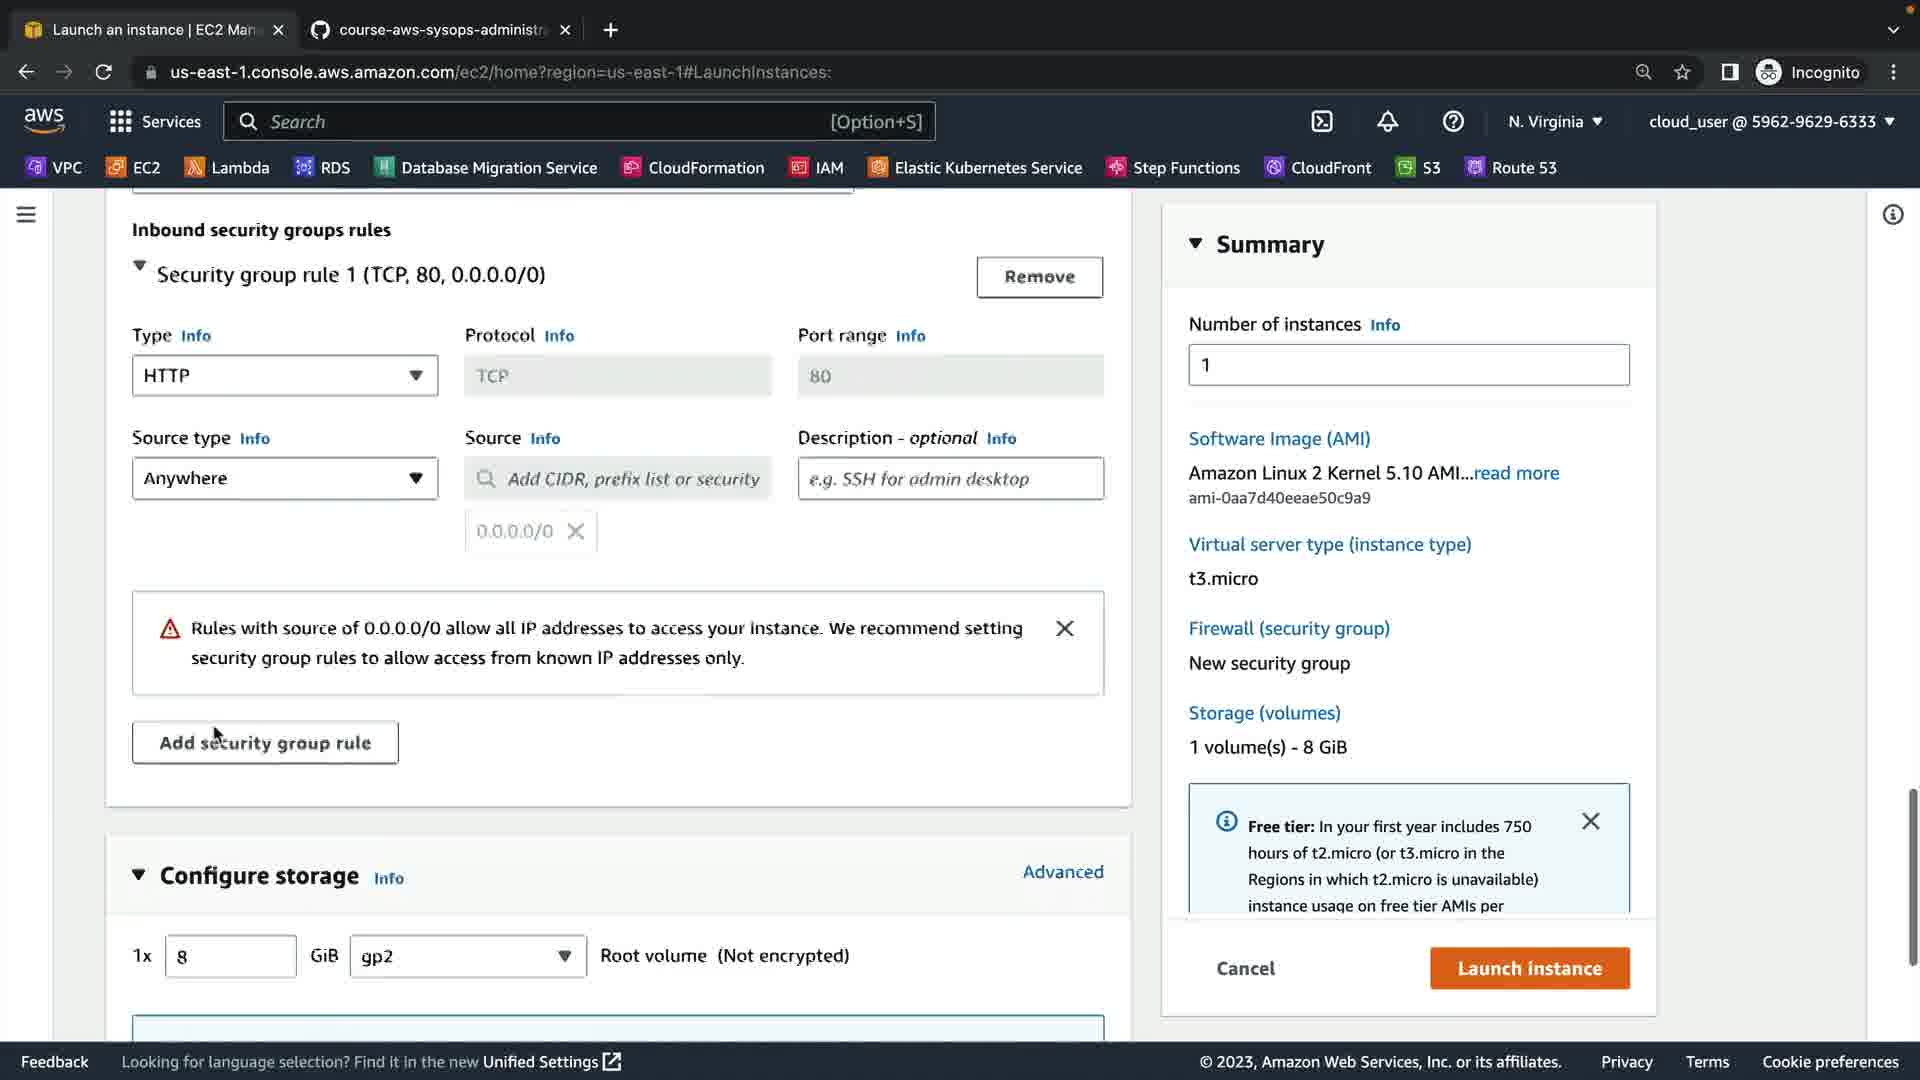 Launch an instance | EC2 Man
course-aws-sysops-administra
us-east-1.console.aws.amazon.com/ec2/home?region=us-east-1#LaunchInstances:
Incognito
aws
Services
Search
[Option+S]
N. Virginia
cloud_user @ 5962-9629-6333
VPC
EC2
Lambda
RDS
Database Migration Service
CloudFormation
IAM
Elastic Kubernetes Service
Step Functions
CloudFront
S3
Route 53
Inbound security groups rules
Security group rule 1 (TCP, 80, 0.0.0.0/0)
Remove
Type Info
Protocol Info
Port range Info
HTTP
TCP
80
Source type Info
Source Info
Description - optional Info
Anywhere
Add CIDR, prefix list or security
e.g. SSH for admin desktop
0.0.0.0/0
Rules with source of 0.0.0.0/0 allow all IP addresses to access your instance. We recommend setting
security group rules to allow access from known IP addresses only.
Add security group rule
Configure storage Info
Advanced
1x
8
GiB
gp2
Root volume (Not encrypted)
Summary
Number of instances Info
1
Software Image (AMI)
Amazon Linux 2 Kernel 5.10 AMI...read more
ami-0aa7d40eeae50c9a9
Virtual server type (instance type)
t3.micro
Firewall (security group)
New security group
Storage (volumes)
1 volume(s) - 8 GiB
Free tier: In your first year includes 750
hours of t2.micro (or t3.micro in the
Regions in which t2.micro is unavailable)
instance usage on free tier AMIs per
Cancel
Launch instance
Feedback
Looking for language selection? Find it in the new Unified Settings
© 2023, Amazon Web Services, Inc. or its affiliates.
Privacy
Terms
Cookie preferences